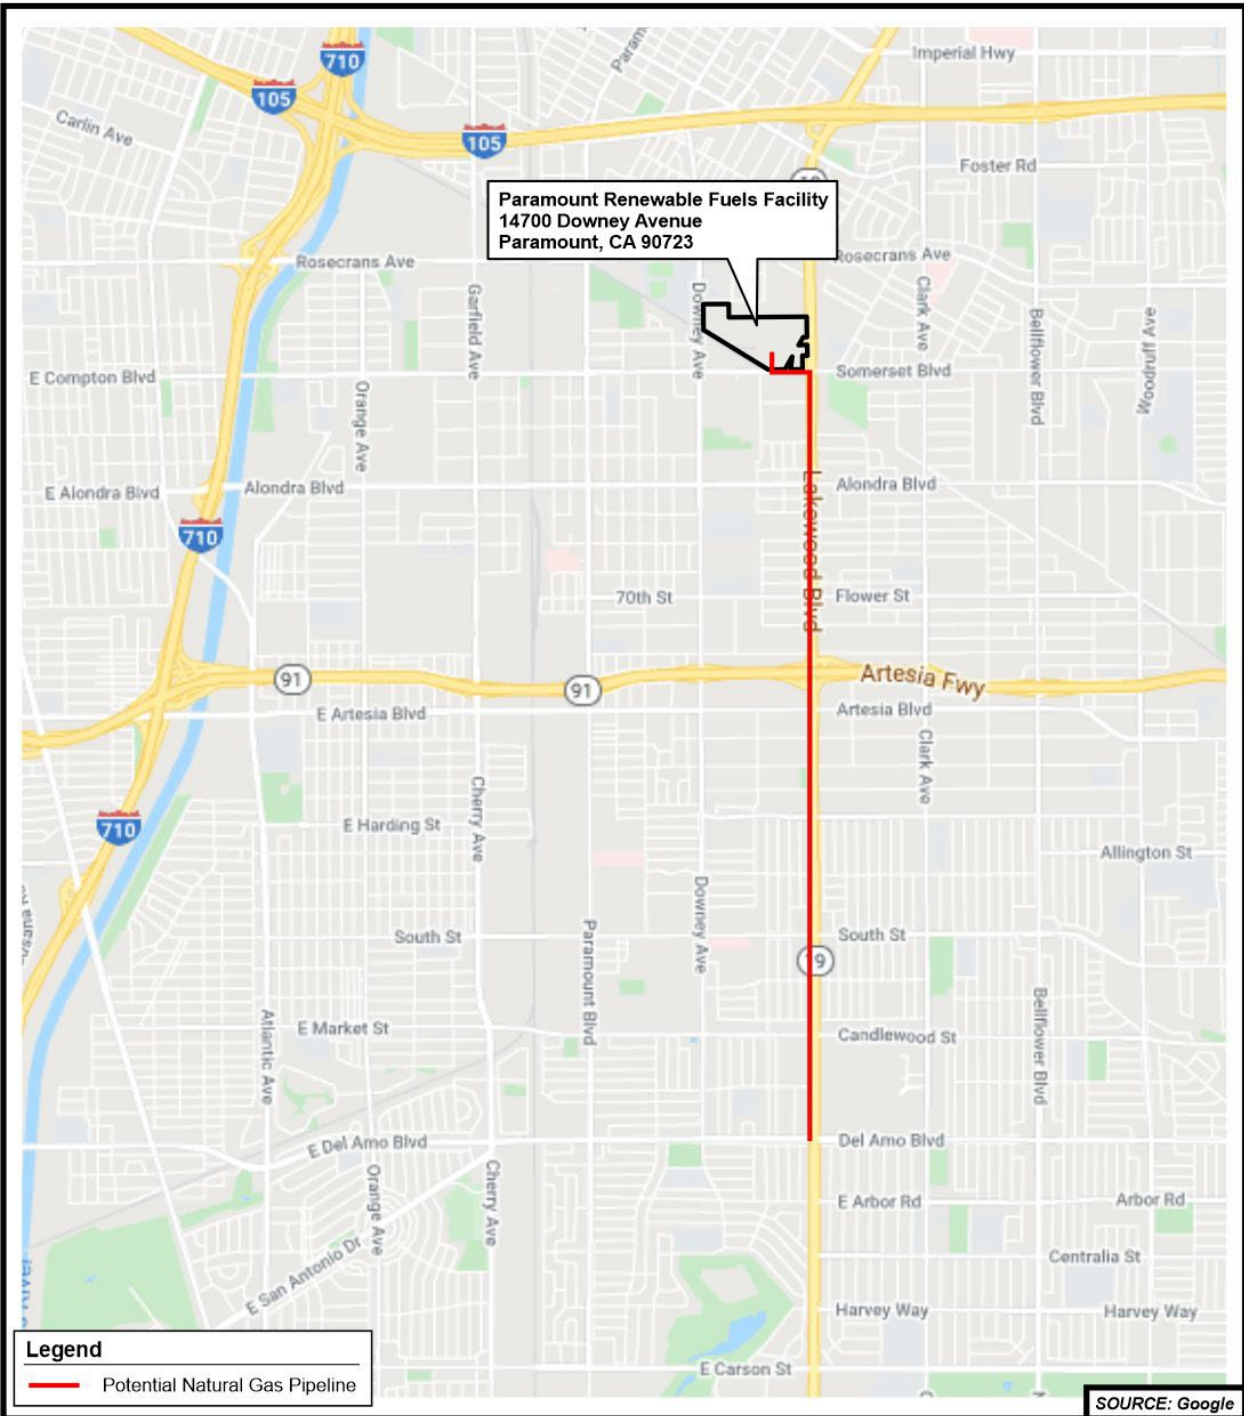 Imperial Hwy
Param
710
105
Carlin Ave
105
Foster Rd
Paramount Renewable Fuels Facility
14700 Downey Avenue
Paramount, CA 90723
Rosecrans Ave
Rosecrans Ave
Garfield Ave
Downey Ave
Clark Ave
Bellflower Blvd
Woodruff Ave
E Compton Blvd
Somerset Blvd
Orange Ave
E Alondra Blvd
Alondra Blvd
Lakewood Blvd
Alondra Blvd
710
70th St
Flower St
91
91
Artesia Fwy
E Artesia Blvd
Artesia Blvd
Clark Ave
Cherry Ave
710
E Harding St
Allington St
Downey Ave
South St
Paramount Blvd
South St
19
Atlantic Ave
E Market St
Candlewood St
Bellflower Blvd
E Del Amo Blvd
Del Amo Blvd
Orange Ave
Cherry Ave
E Arbor Rd
Arbor Rd
E San Antonio Dr
Centralia St
Harvey Way
Harvey Way
E Carson St
Legend
Potential Natural Gas Pipeline
SOURCE: Google